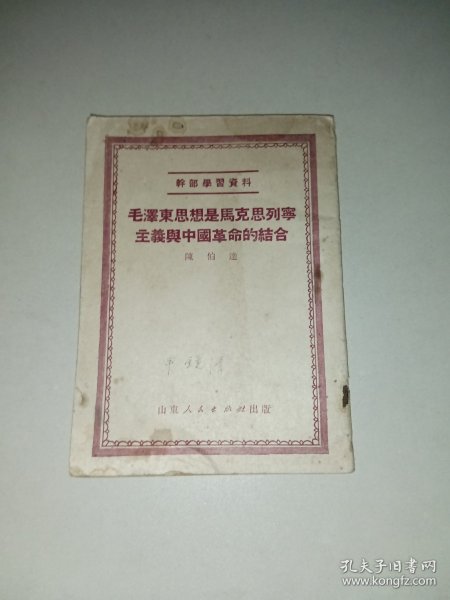 幹部學習資料
毛澤東思想是馬克思列寧
主義與中國革命的結合
陳伯達
山東人民出版社出版
孔夫子旧书网
www.kongfz.com